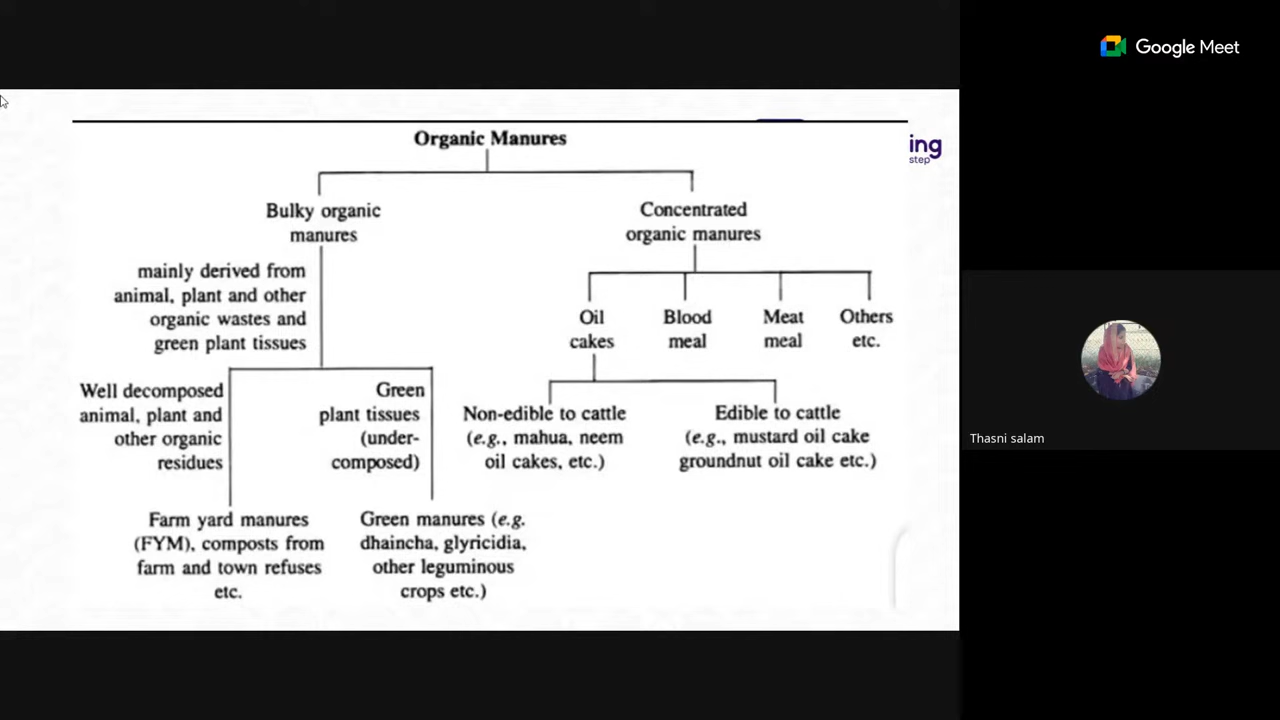 Google Meet
Organic Manures
ing
step
Bulky organic
manures
mainly derived from
animal, plant and other
organic wastes and
green plant tissues
Well decomposed
animal, plant and
other organic
residues
Green
plant tissues
(under-
composed)
Farm yard manures
(FYM), composts from
farm and town refuses
etc.
Green manures (e.g.
dhaincha, glyricidia,
other leguminous
crops etc.)
Concentrated
organic manures
Oil
cakes
Blood
meal
Meat
meal
Others
etc.
Non-edible to cattle
(e.g., mahua, neem
oil cakes, etc.)
Edible to cattle
(e.g., mustard oil cake
groundnut oil cake etc.)
Thasni salam